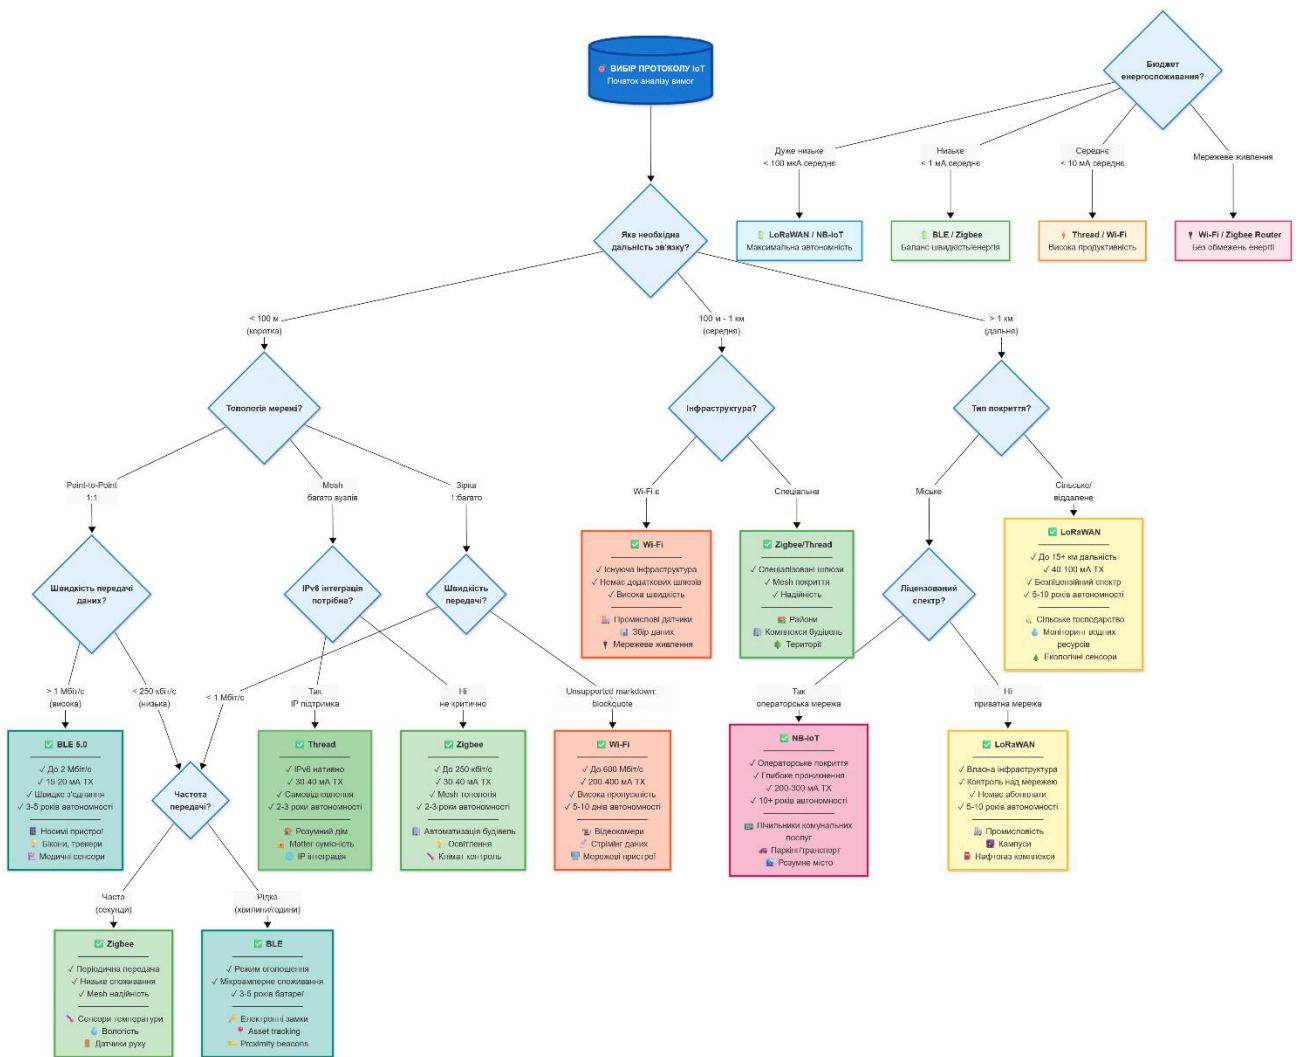 🎯 ВИБІР ПРОТОКОЛУ IoT
Початок аналізу вимог
Бюджет
енергоспоживання?
Дуже низьке
< 100 мкА середнє
Низьке
< 1 мА середнє
Середнє
< 10 мА середнє
Мережеве живлення
🔋 LoRaWAN / NB-IoT
Максимальна автономність
🔋 BLE / Zigbee
Баланс швидкість/енергія
⚡ Thread / Wi-Fi
Висока продуктивність
🔌 Wi-Fi / Zigbee Router
Без обмежень енергії
Яка необхідна
дальність зв'язку?
< 100 м
(коротка)
100 м - 1 км
(середня)
> 1 км
(дальня)
Топологія мережі?
Інфраструктура?
Тип покриття?
Point-to-Point
1:1
Mesh
багато вузлів
Зірка
1:багато
Wi-Fi є
Спеціальна
Міське
Сільське/
віддалене
Швидкість передачі
даних?
IPv6 інтеграція
потрібна?
Швидкість
передачі?
✅ Wi-Fi
✓ Існуюча інфраструктура
✓ Немає додаткових шлюзів
✓ Висока швидкість
🏭 Промислові датчики
📊 Збір даних
🔌 Мережеве живлення
✅ Zigbee/Thread
✓ Спеціалізовані шлюзи
✓ Mesh покриття
✓ Надійність
🏘️ Райони
🏢 Комплекси будівель
🌳 Території
Ліцензований
спектр?
✅ LoRaWAN
✓ До 15+ км дальність
✓ 40-100 мА TX
✓ Безліцензійний спектр
✓ 5-10 років автономності
🌾 Сільське господарство
💧 Моніторинг водних
ресурсів
🌲 Екологічні сенсори
> 1 Мбіт/с
(висока)
< 250 кбіт/с
(низька)
< 1 Мбіт/с
Так
IP підтримка
Ні
не критично
Unsupported markdown:
blockquote
Так
операторська мережа
Ні
приватна мережа
✅ BLE 5.0
✓ До 2 Мбіт/с
✓ 15-20 мА TX
✓ Швидке з'єднання
✓ 3-5 років автономності
📱 Носимі пристрої
💡 Бікони, трекери
🏥 Медичні сенсори
Частота
передачі?
✅ Thread
✓ IPv6 нативно
✓ 30-40 мА TX
✓ Самовідновлення
✓ 2-3 роки автономності
🏠 Розумний дім
🔒 Matter сумісність
🌐 IP інтеграція
✅ Zigbee
✓ До 250 кбіт/с
✓ 30-40 мА TX
✓ Mesh топологія
✓ 2-3 роки автономності
🏢 Автоматизація будівель
💡 Освітлення
🌡️ Клімат контроль
✅ Wi-Fi
✓ До 600 Мбіт/с
✓ 200-400 мА TX
✓ Висока пропускність
✓ 5-10 днів автономності
📹 Відеокамери
🎬 Стрімінг даних
🖥️ Мережеві пристрої
✅ NB-IoT
✓ Операторське покриття
✓ Глибоке проникнення
✓ 200-300 мА TX
✓ 10+ років автономності
📟 Лічильники комунальних
послуг
🚗 Паркінг/транспорт
🏙️ Розумне місто
✅ LoRaWAN
✓ Власна інфраструктура
✓ Контроль над мережею
✓ Немає абонплати
✓ 5-10 років автономності
🏭 Промисловість
🏫 Кампуси
⛽ Нафтогаз комплекси
Часта
(секунди)
Рідка
(хвилини/години)
✅ Zigbee
✓ Періодична передача
✓ Низьке споживання
✓ Mesh надійність
🌡️ Сенсори температури
💧 Вологість
🚪 Датчики руху
✅ BLE
✓ Режим оголошення
✓ Мікроамперне споживання
✓ 3-5 років батареї
🔑 Електронні замки
📍 Asset tracking
🏷️ Proximity beacons